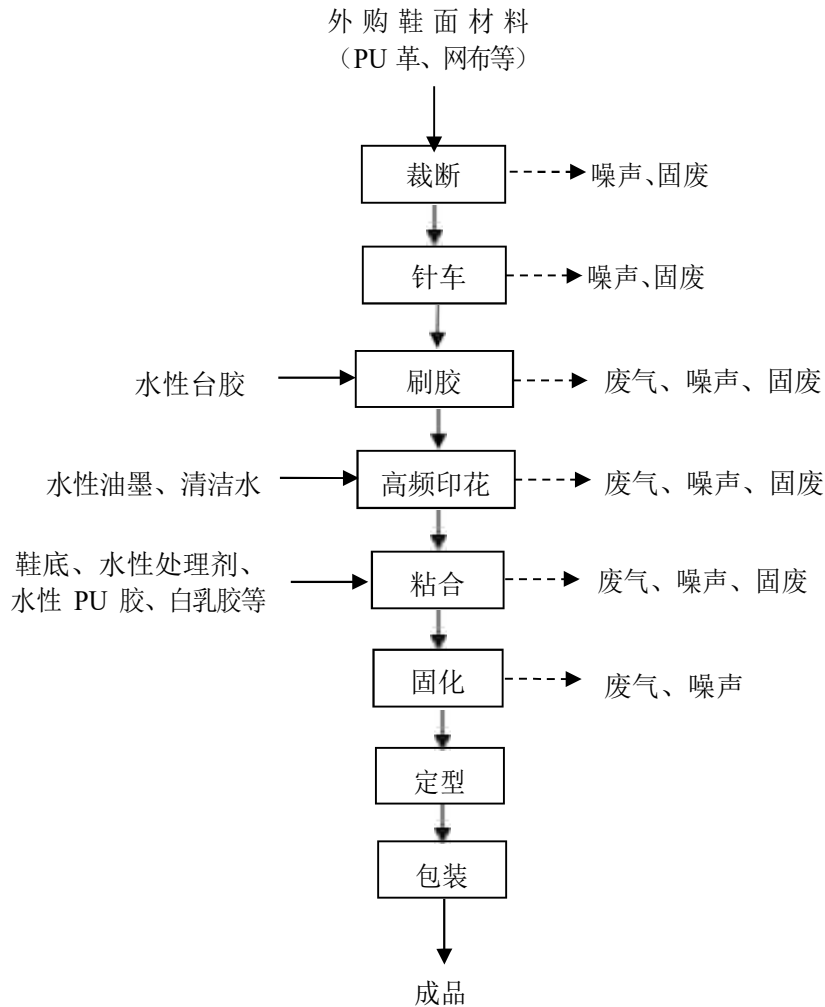 外购鞋面材料
（PU 革、网布等）
裁断
噪声、固废
针车
噪声、固废
水性台胶
刷胶
废气、噪声、固废
水性油墨、清洁水
高频印花
废气、噪声、固废
鞋底、水性处理剂、
水性 PU 胶、白乳胶等
粘合
废气、噪声、固废
固化
废气、噪声
定型
包装
成品